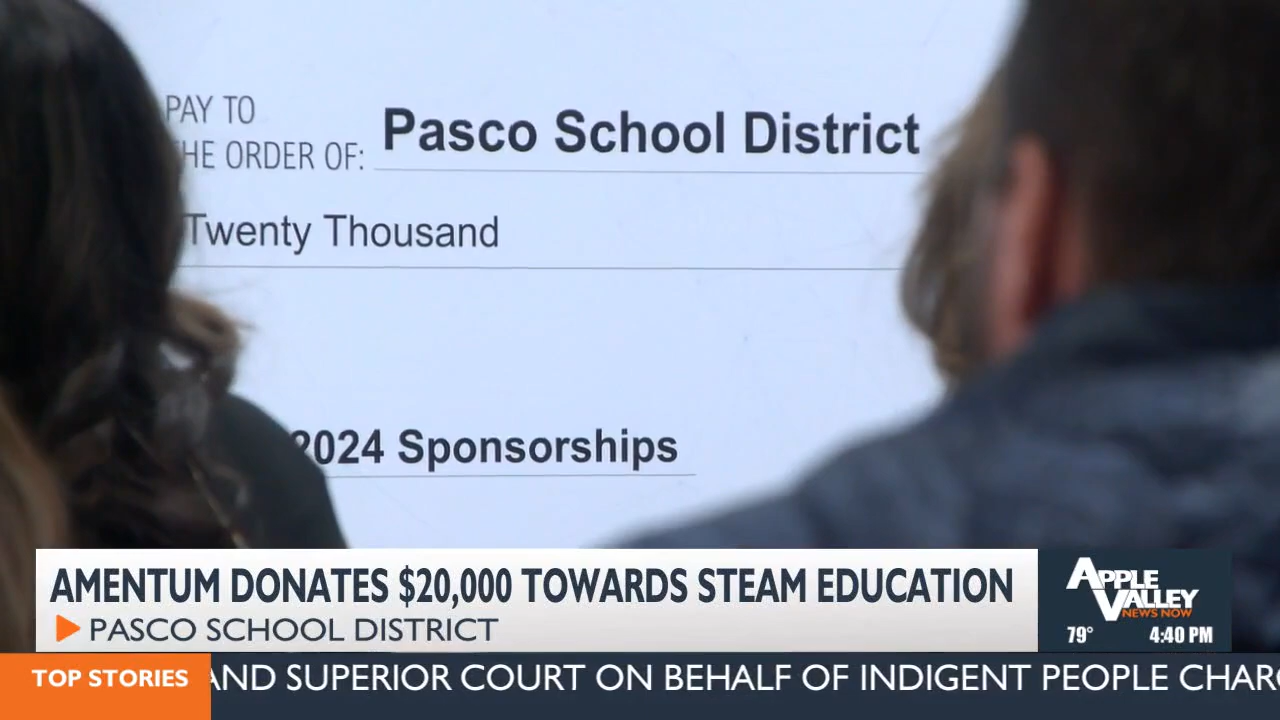 PAY TO
HE ORDER OF: Pasco School District
Twenty Thousand
2024 Sponsorships
AMENTUM DONATES $20,000 TOWARDS STEAM EDUCATION
PASCO SCHOOL DISTRICT
APPLE
VALLEY
NEWS NOW
79° 4:40 PM
TOP STORIES AND SUPERIOR COURT ON BEHALF OF INDIGENT PEOPLE